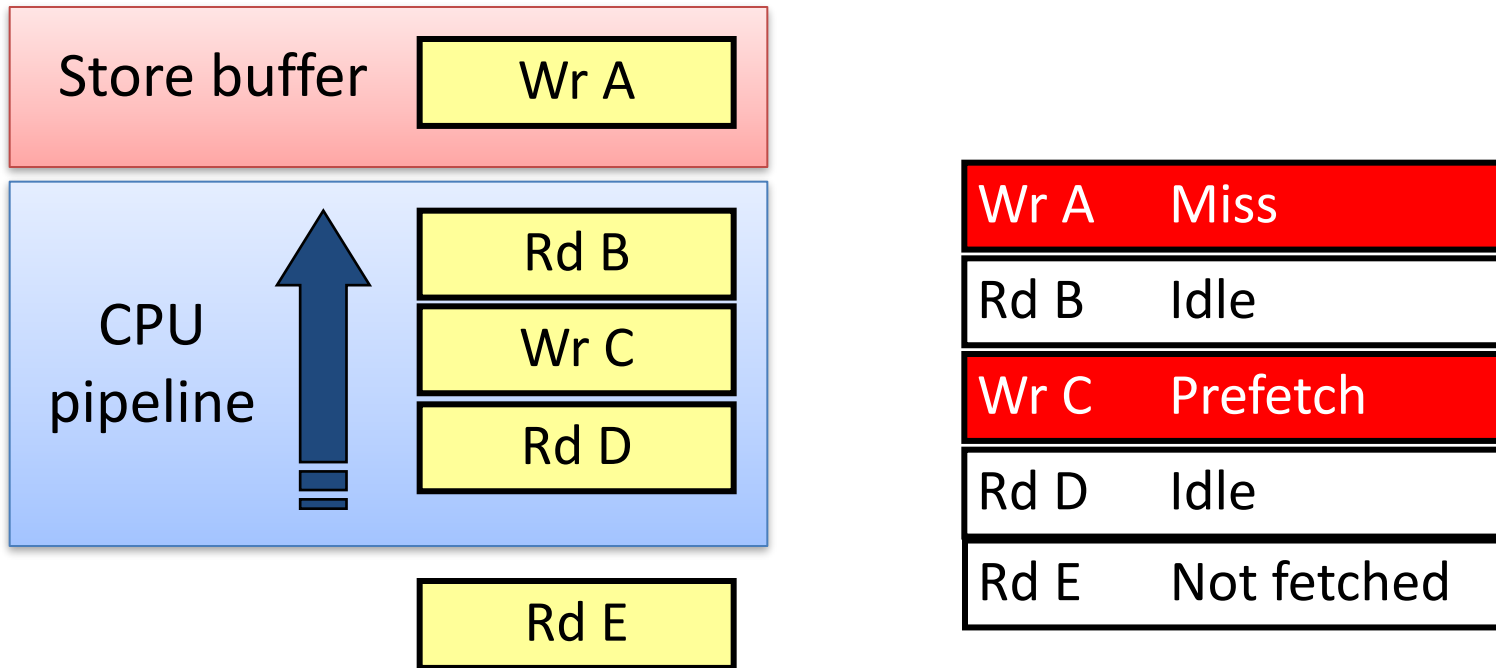 Store buffer
Wr A
CPU
pipeline
Rd B
Wr C
Rd D
Rd E
Wr A Miss
Rd B Idle
Wr C Prefetch
Rd D Idle
Rd E Not fetched